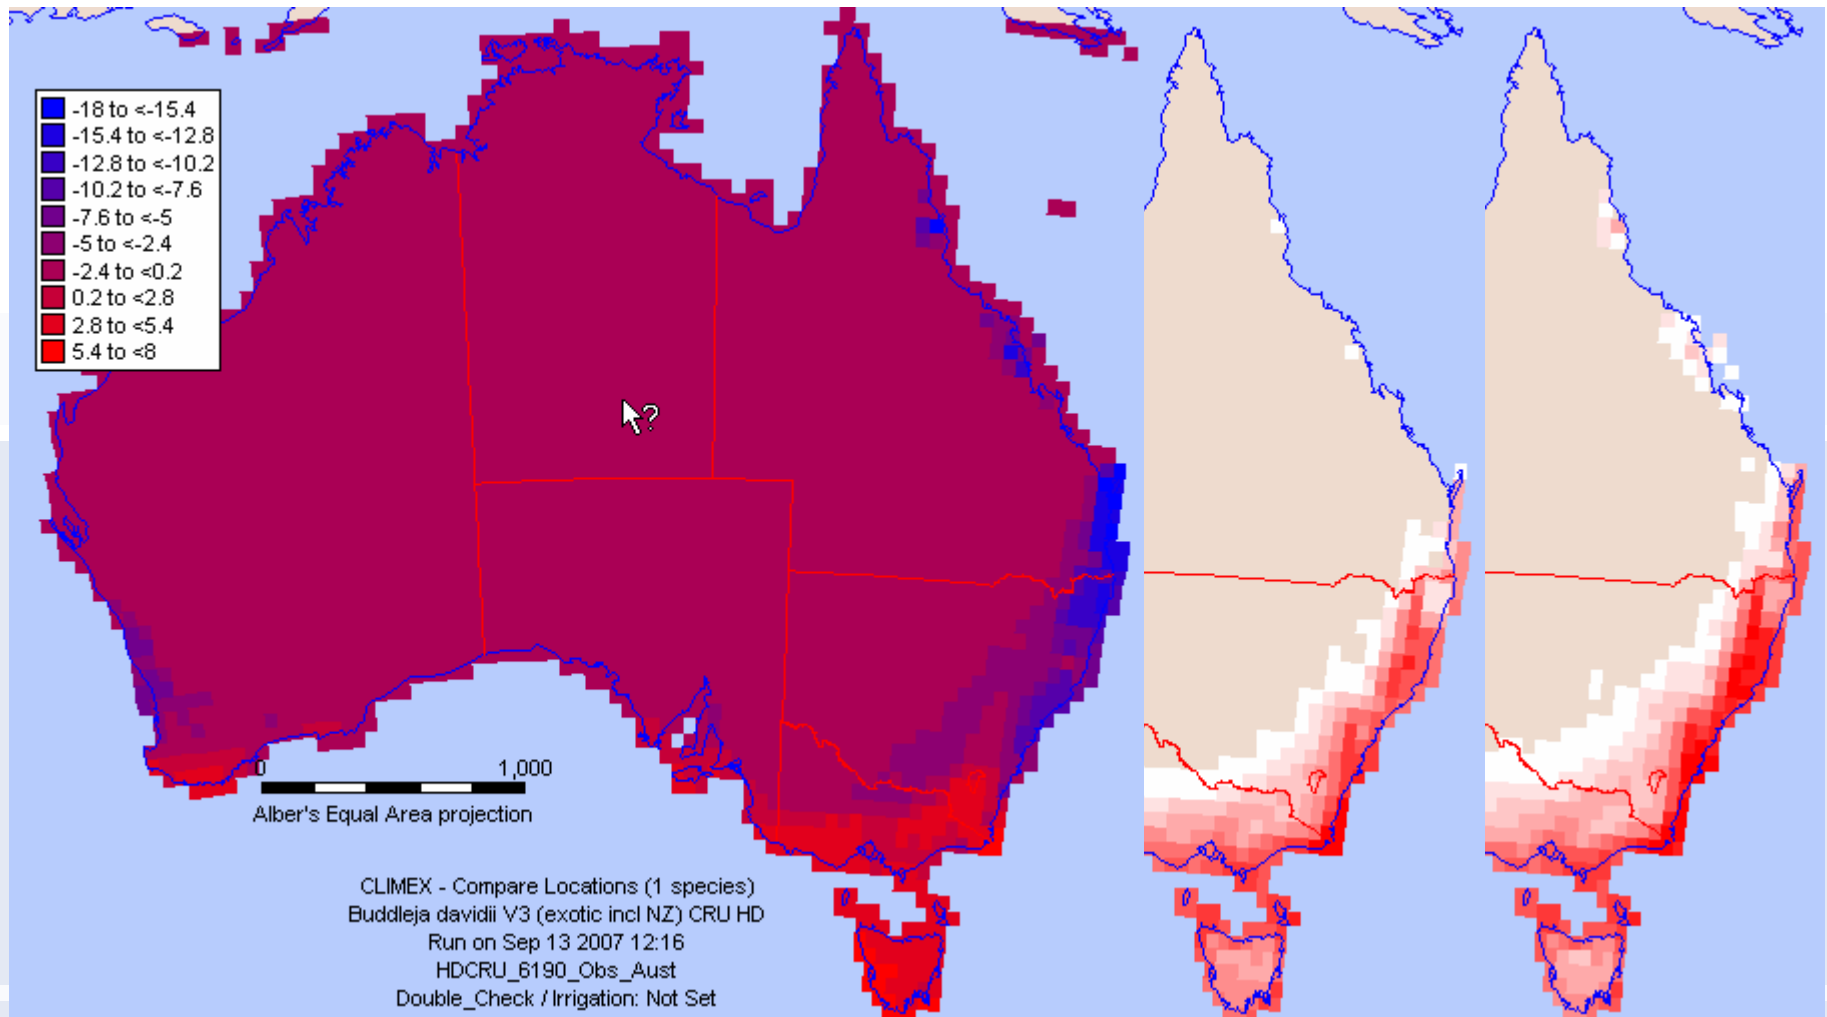 -18 to <-15.4
-15.4 to <-12.8
-12.8 to <-10.2
-10.2 to <-7.6
-7.6 to <-5
-5 to <-2.4
-2.4 to <0.2
0.2 to <2.8
2.8 to <5.4
5.4 to <8
?
0 1,000
Alber's Equal Area projection
CLIMEX - Compare Locations (1 species)
Buddleja davidii V3 (exotic incl NZ) CRU HD
Run on Sep 13 2007 12:16
HDCRU_6190_Obs_Aust
Double_Check / Irrigation: Not Set